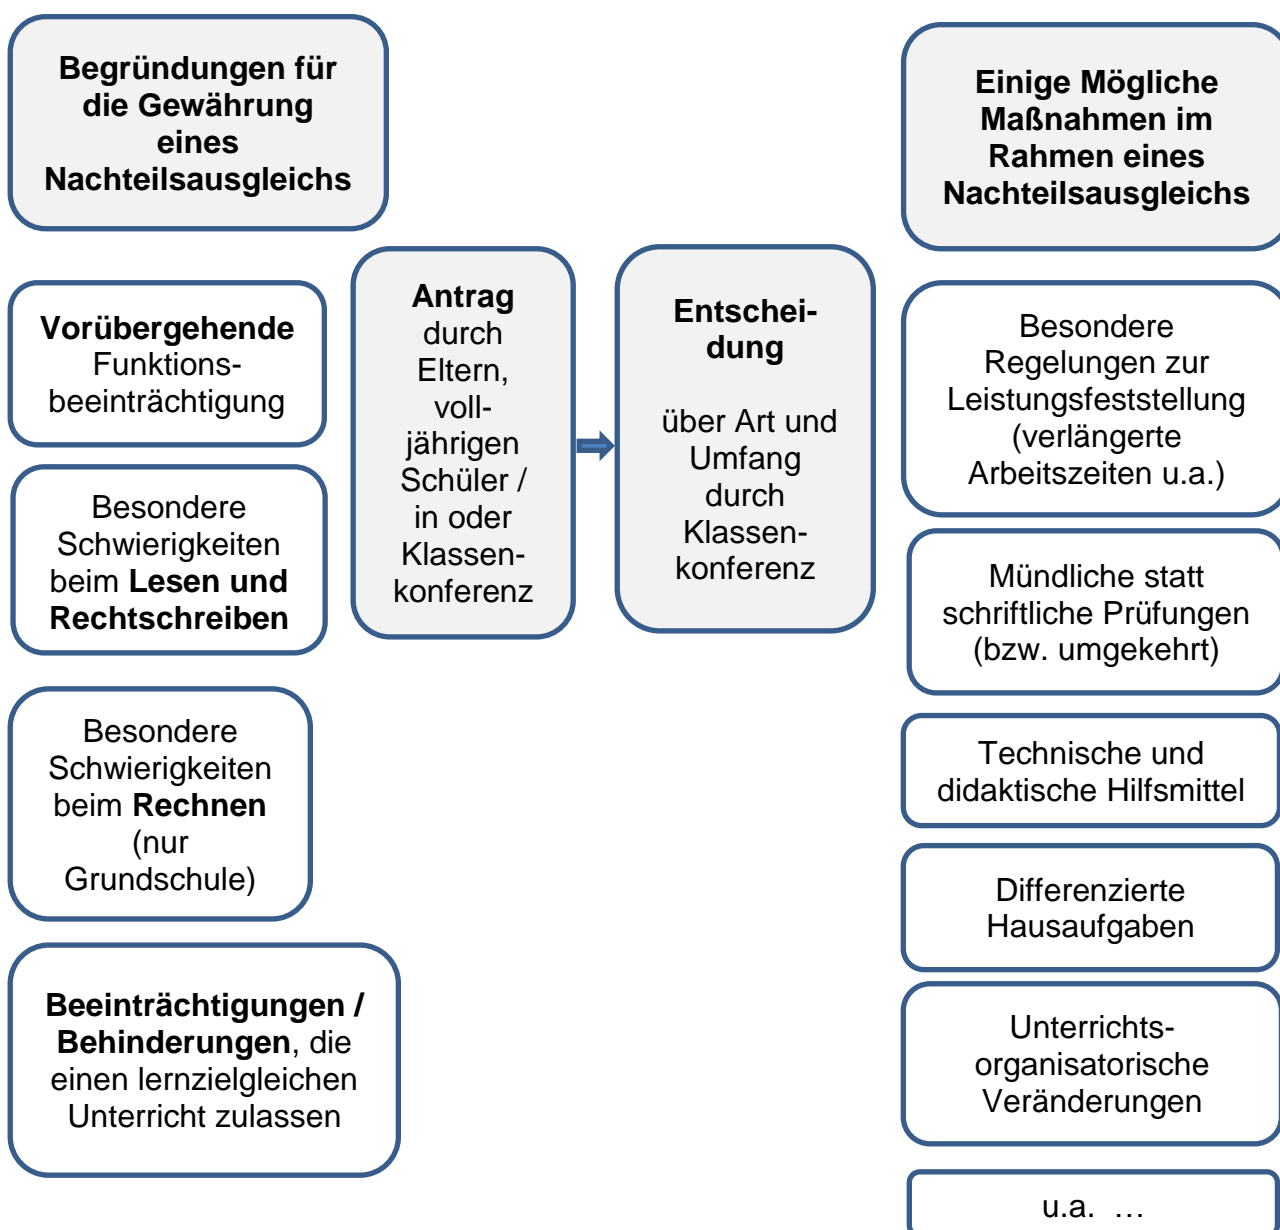 Begründungen für
die Gewährung
eines
Nachteilsausgleichs
Vorübergehende
Funktions-
beeinträchtigung
Besondere
Schwierigkeiten
beim Lesen und
Rechtschreiben
Besondere
Schwierigkeiten
beim Rechnen
(nur
Grundschule)
Beeinträchtigungen /
Behinderungen, die
einen lernzielgleichen
Unterricht zulassen
Antrag
durch
Eltern,
voll-
jährigen
Schüler /
in oder
Klassen-
konferenz
Entschei-
dung
über Art und
Umfang
durch
Klassen-
konferenz
Einige Mögliche
Maßnahmen im
Rahmen eines
Nachteilsausgleichs
Besondere
Regelungen zur
Leistungsfeststellung
(verlängerte
Arbeitszeiten u.a.)
Mündliche statt
schriftliche Prüfungen
(bzw. umgekehrt)
Technische und
didaktische Hilfsmittel
Differenzierte
Hausaufgaben
Unterrichts-
organisatorische
Veränderungen
u.a. …